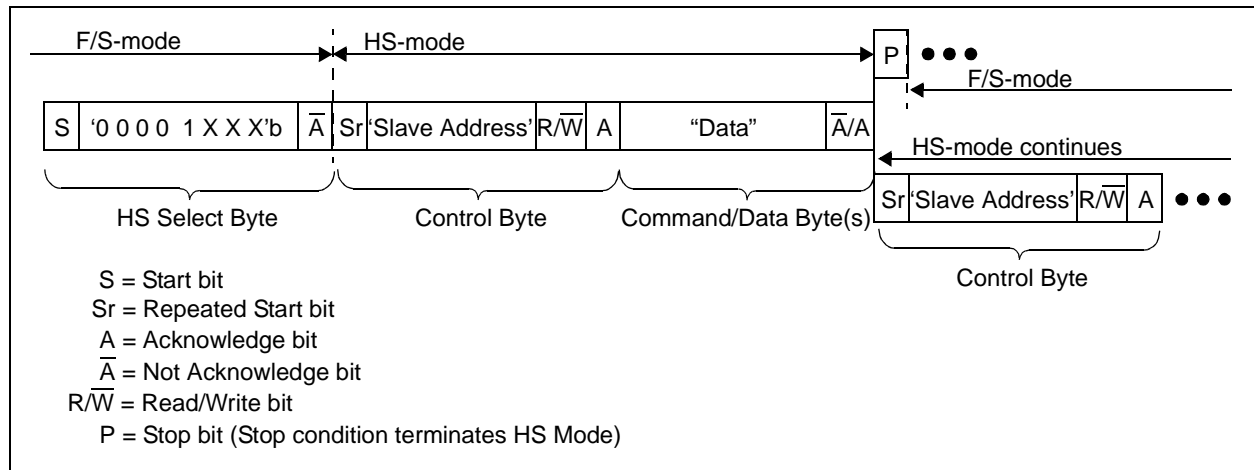 F/S-mode HS-mode
P
F/S-mode
S '0 0 0 0 1 X X X'b A̅ Sr 'Slave Address' R/W̅ A "Data" A̅/A
HS-mode continues
HS Select Byte Control Byte Command/Data Byte(s)
Sr 'Slave Address' R/W̅ A
Control Byte
S = Start bit
Sr = Repeated Start bit
A = Acknowledge bit
A̅ = Not Acknowledge bit
R/W̅ = Read/Write bit
P = Stop bit (Stop condition terminates HS Mode)